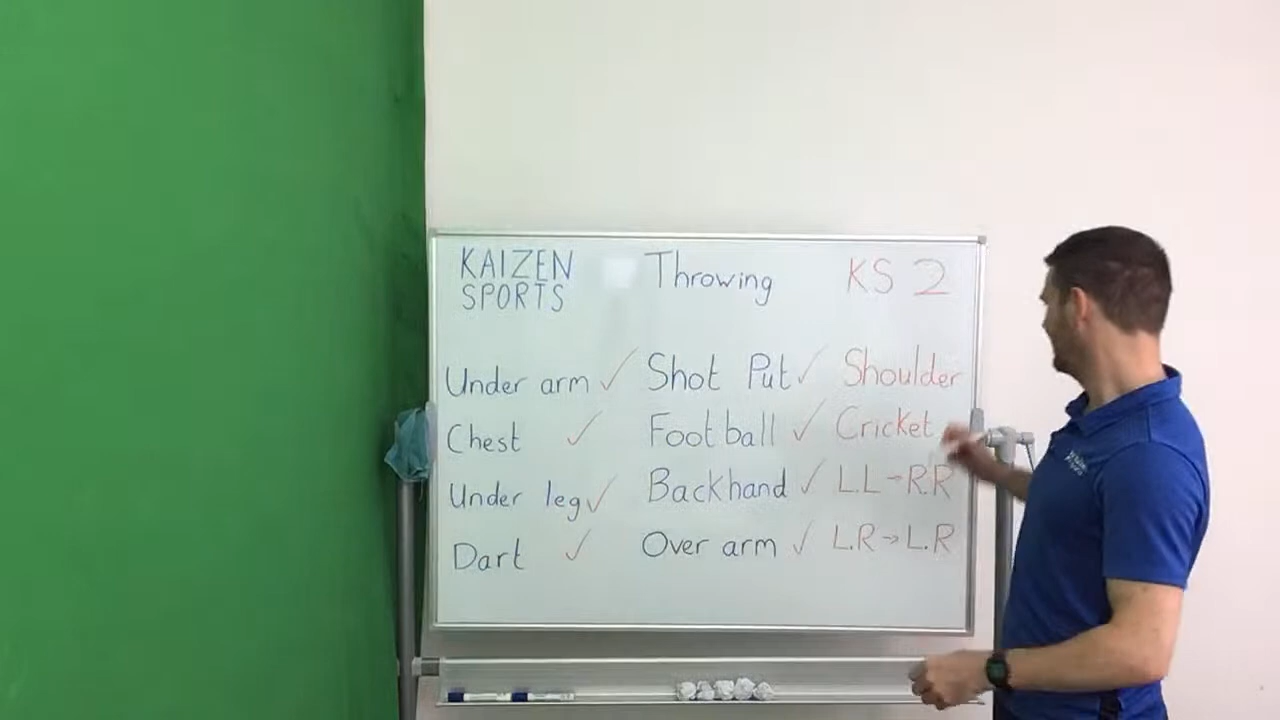 KAIZEN
SPORTS
Throwing
KS 2
Under arm ✓
Chest ✓
Under leg ✓
Dart ✓
Shot Put ✓
Football ✓
Backhand ✓
Over arm ✓
Shoulder
Cricket
L.L→R.R
L.R→L.R